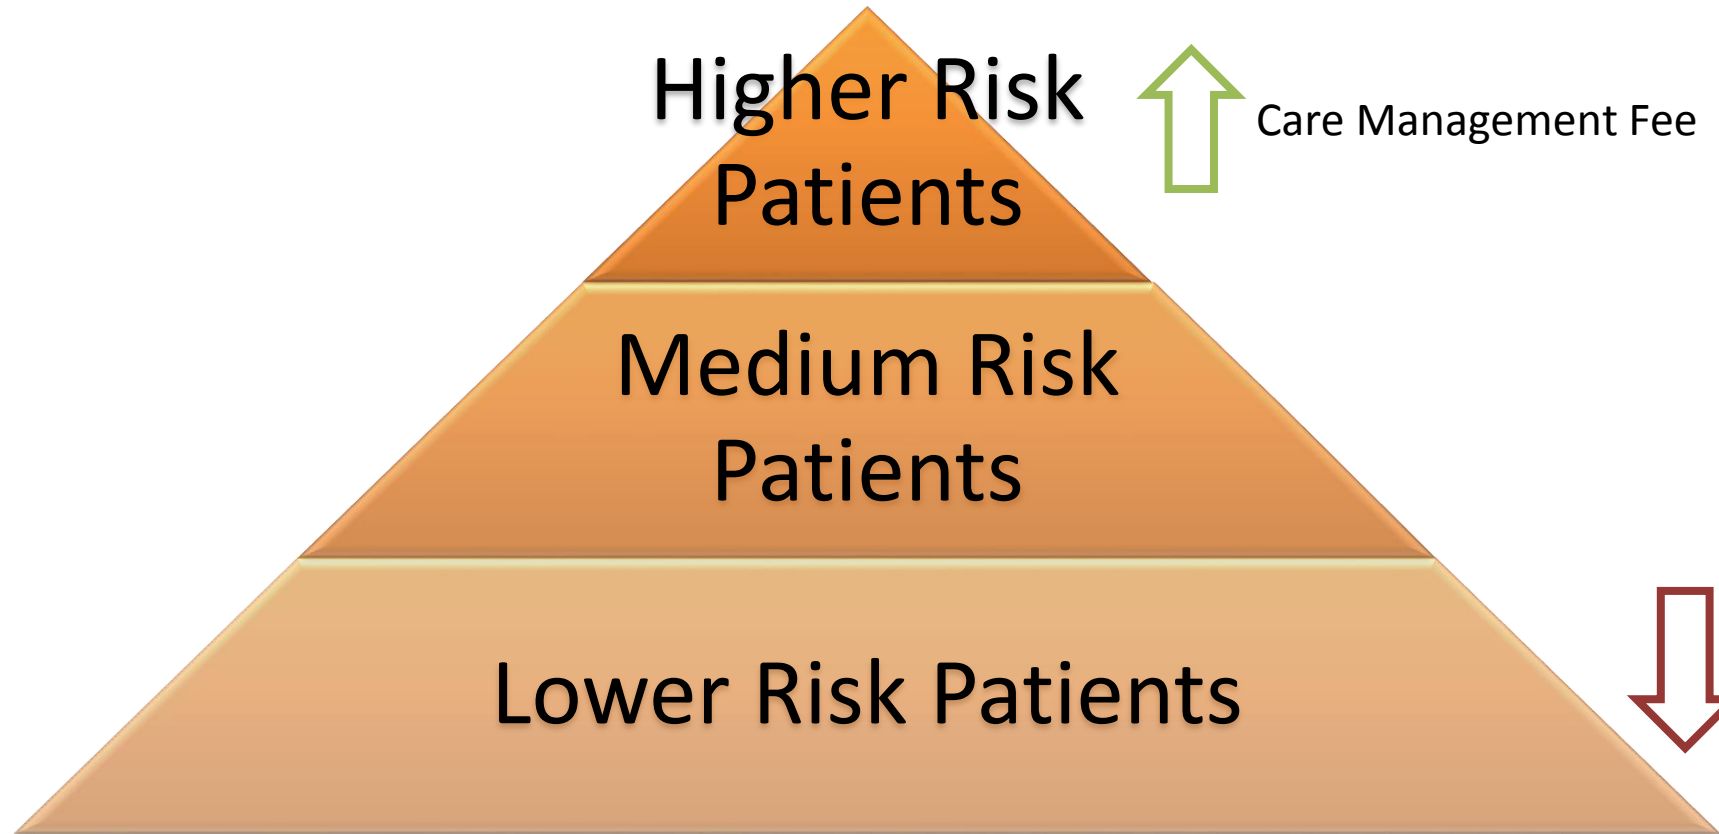 Higher Risk
Patients
Care Management Fee
Medium Risk
Patients
Lower Risk Patients